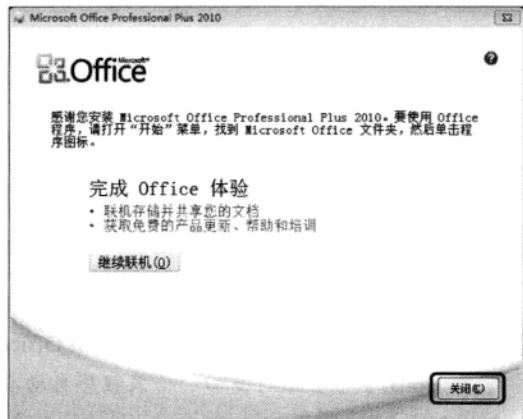 Microsoft Office Professional Plus 2010
Microsoft
Office
感谢您安装 Microsoft Office Professional Plus 2010。要使用 Office
程序，请打开“开始”菜单，找到 Microsoft Office 文件夹，然后单击程
序图标。
完成 Office 体验
• 联机存储并共享您的文档
• 获取免费的产品更新、帮助和培训
继续联机(O)
关闭(C)